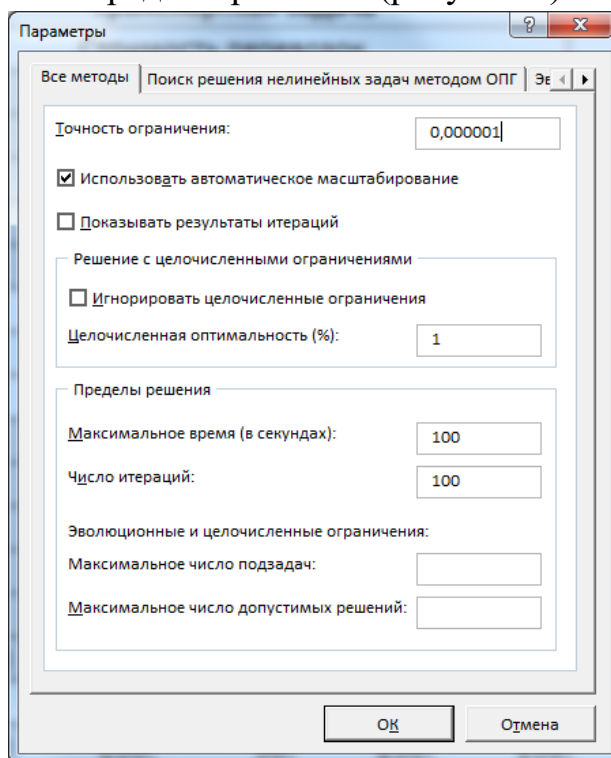 Параметры
Все методы Поиск решения нелинейных задач методом ОПГ Эв
Точность ограничения: 0,000001
Использовать автоматическое масштабирование
Показывать результаты итераций
Решение с целочисленными ограничениями
Игнорировать целочисленные ограничения
Целочисленная оптимальность (%): 1
Пределы решения
Максимальное время (в секундах): 100
Число итераций: 100
Эволюционные и целочисленные ограничения:
Максимальное число подзадач:
Максимальное число допустимых решений:
ОК Отмена